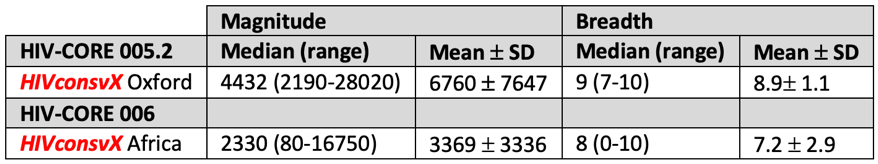 Magnitude Breadth
HIV-CORE 005.2 Median (range) Mean ± SD Median (range) Mean ± SD
HIVconsvX Oxford 4432 (2190-28020) 6760 ± 7647 9 (7-10) 8.9± 1.1
HIV-CORE 006
HIVconsvX Africa 2330 (80-16750) 3369 ± 3336 8 (0-10) 7.2 ± 2.9